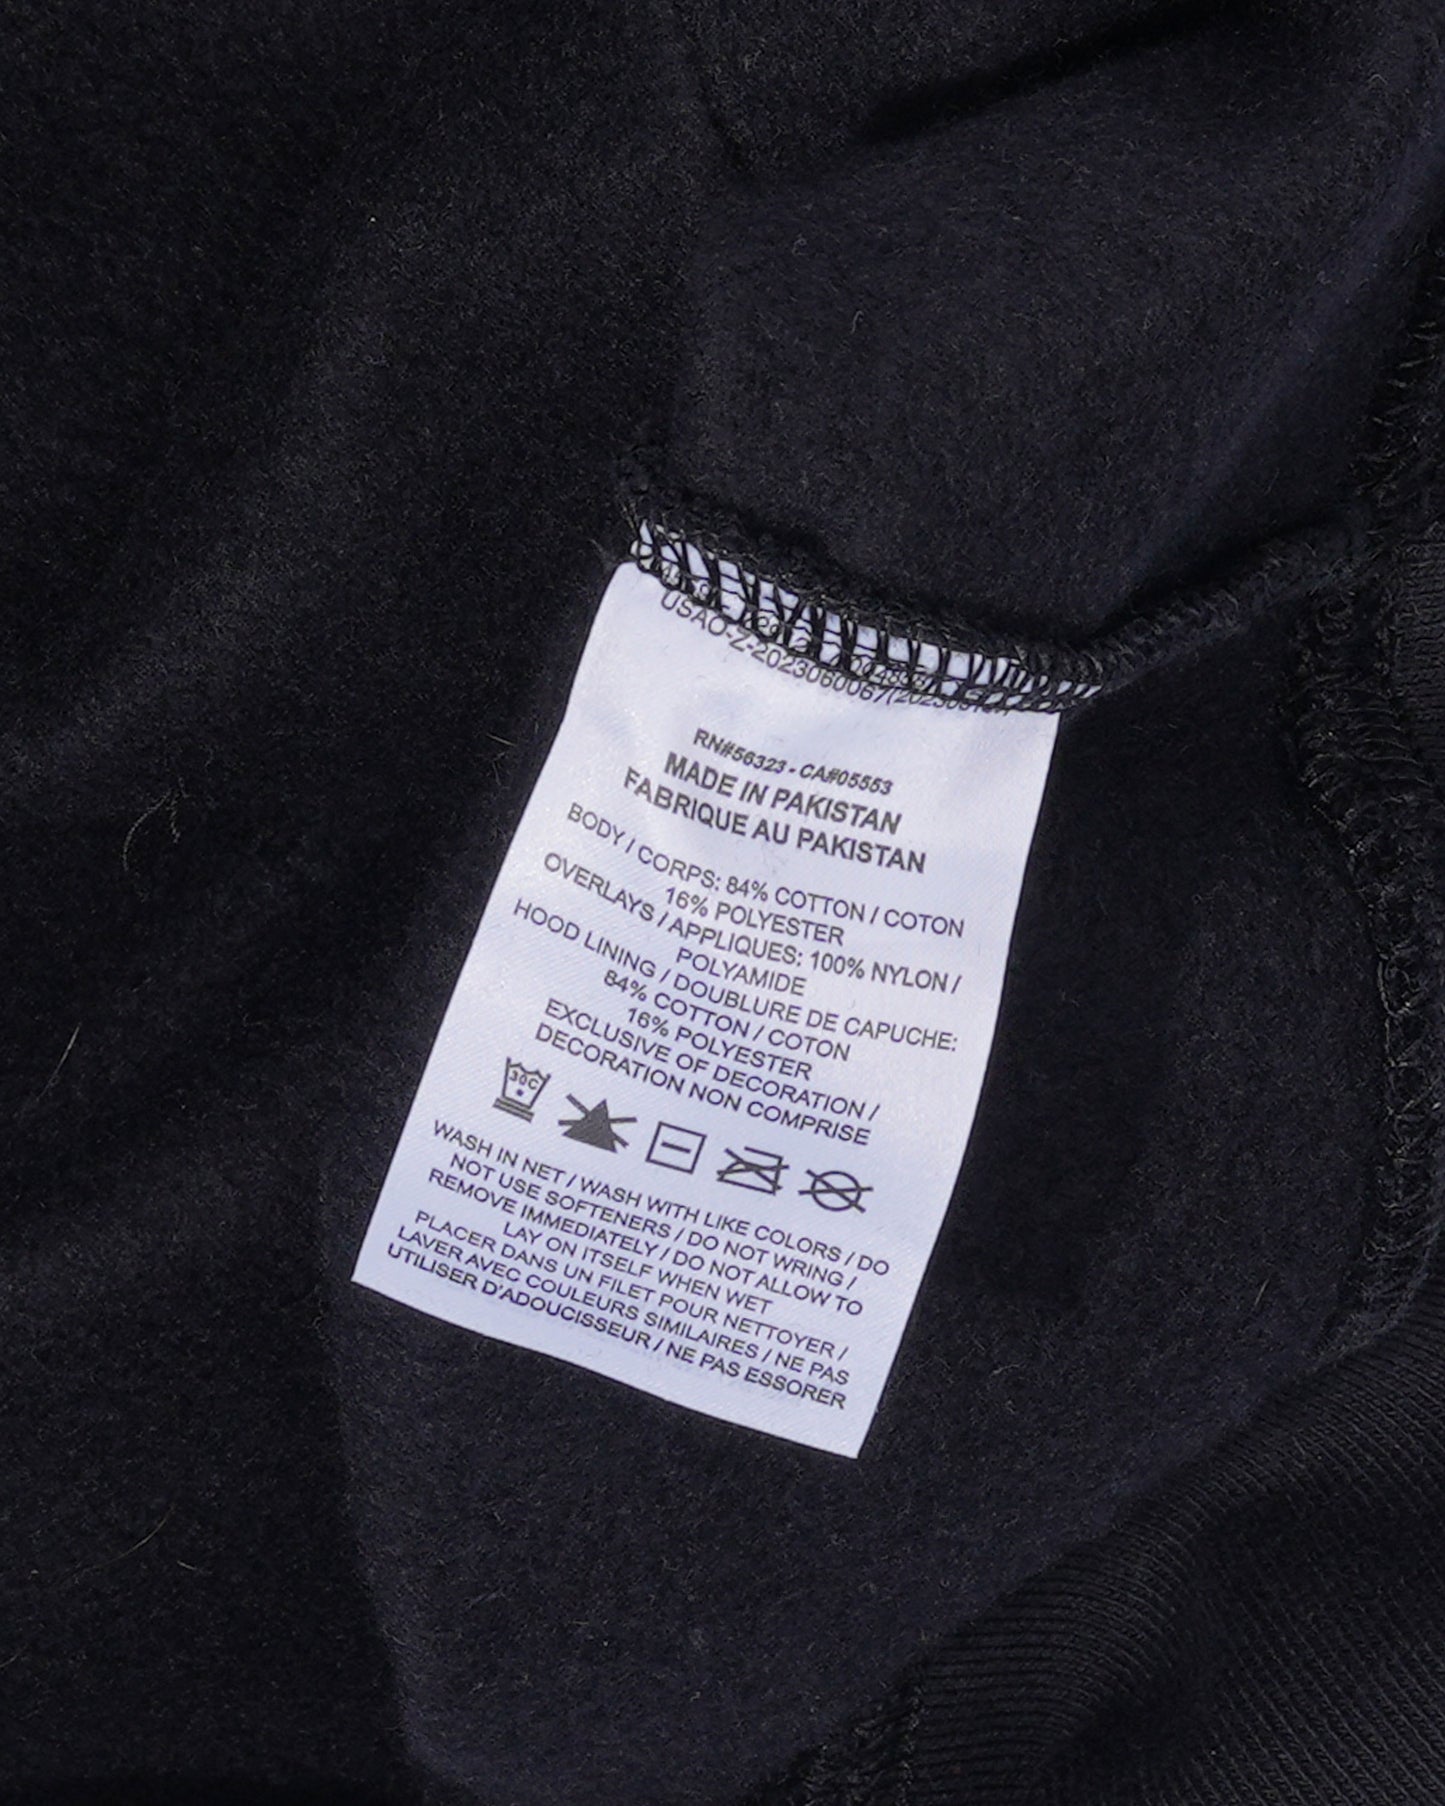 USAO-Z-2023060067
RN#56323 - CA#05553
MADE IN PAKISTAN
FABRIQUE AU PAKISTAN
BODY / CORPS: 84% COTTON / COTON
16% POLYESTER
OVERLAYS / APPLIQUES: 100% NYLON /
POLYAMIDE
HOOD LINING / DOUBLURE DE CAPUCHE:
84% COTTON / COTON
16% POLYESTER
EXCLUSIVE OF DECORATION /
DECORATION NON COMPRISE
30C
WASH IN NET / WASH WITH LIKE COLORS / DO
NOT USE SOFTENERS / DO NOT WRING /
REMOVE IMMEDIATELY / DO NOT ALLOW TO
LAY ON ITSELF WHEN WET
PLACER DANS UN FILET POUR NETTOYER /
LAVER AVEC COULEURS SIMILAIRES / NE PAS
UTILISER D'ADOUCISSEUR / NE PAS ESSORER